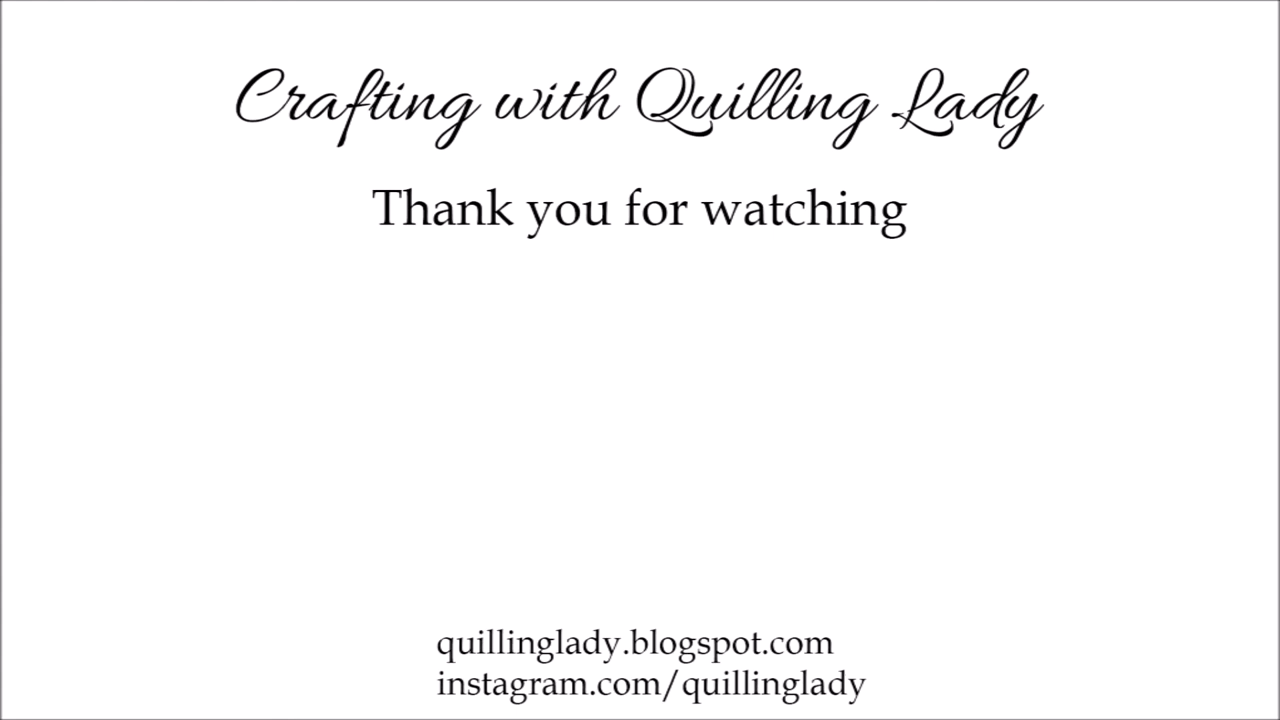 Crafting with Quilling Lady
Thank you for watching
quillinglady.blogspot.com
instagram.com/quillinglady